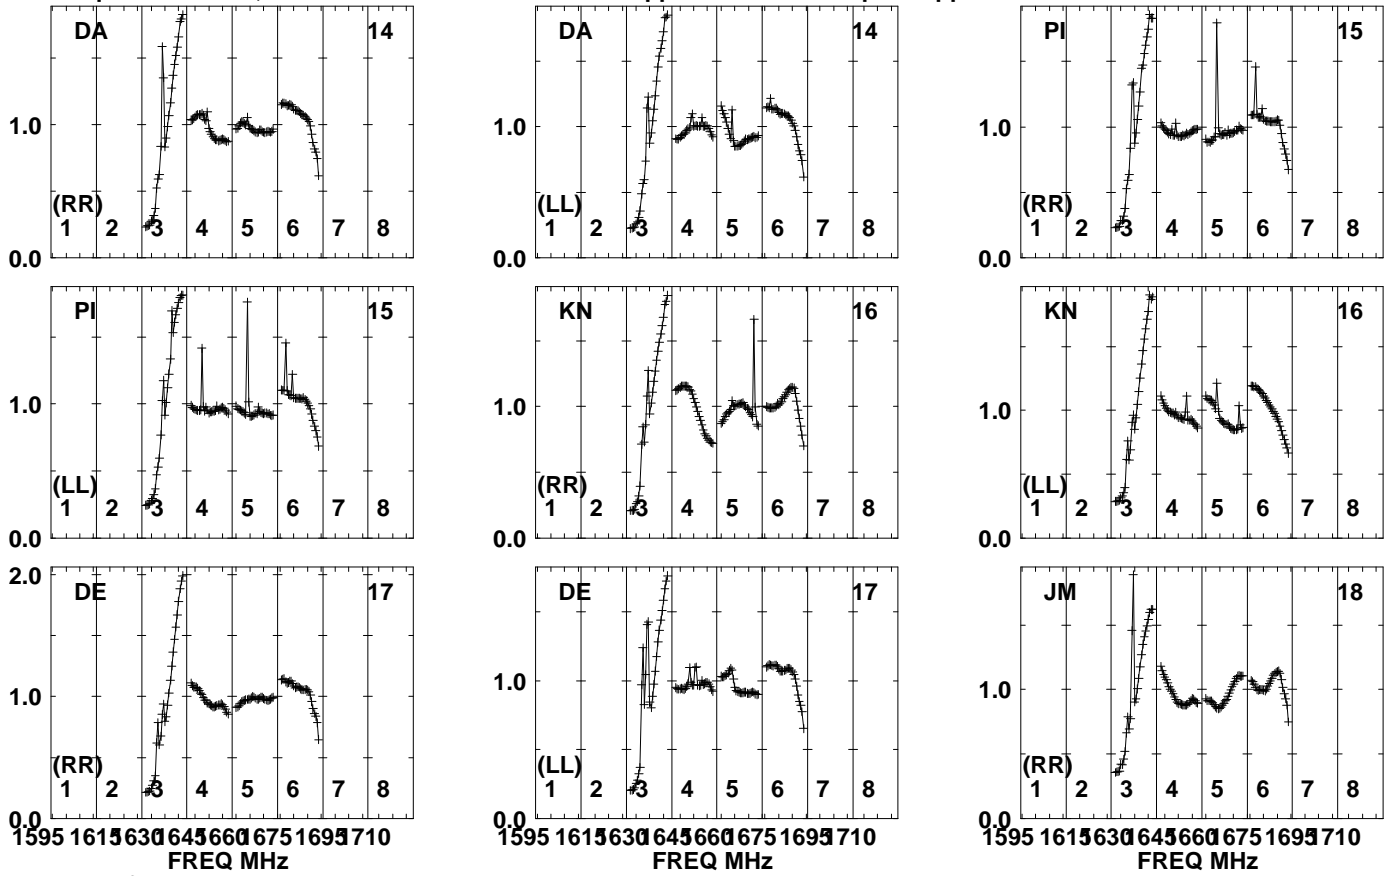 DA 14 DA 14 PI 15
1.0 1.0 1.0
(RR) (LL) (RR)
1 2 3 4 5 6 7 8 1 2 3 4 5 6 7 8 1 2 3 4 5 6 7 8
0.0 0.0 0.0
PI 15 KN 16 KN 16
1.0 1.0 1.0
(LL) (RR) (LL)
1 2 3 4 5 6 7 8 1 2 3 4 5 6 7 8 1 2 3 4 5 6 7 8
0.0 0.0 0.0
2.0
DE 17 DE 17 JM 18
1.0 1.0 1.0
(RR) (LL) (RR)
1 2 3 4 5 6 7 8 1 2 3 4 5 6 7 8 1 2 3 4 5 6 7 8
0.0 0.0 0.0
1595 1615 1630 1645 1660 1675 1695 1710 1595 1615 1630 1645 1660 1675 1695 1710 1595 1615 1630 1645 1660 1675 1695 1710
FREQ MHz FREQ MHz FREQ MHz